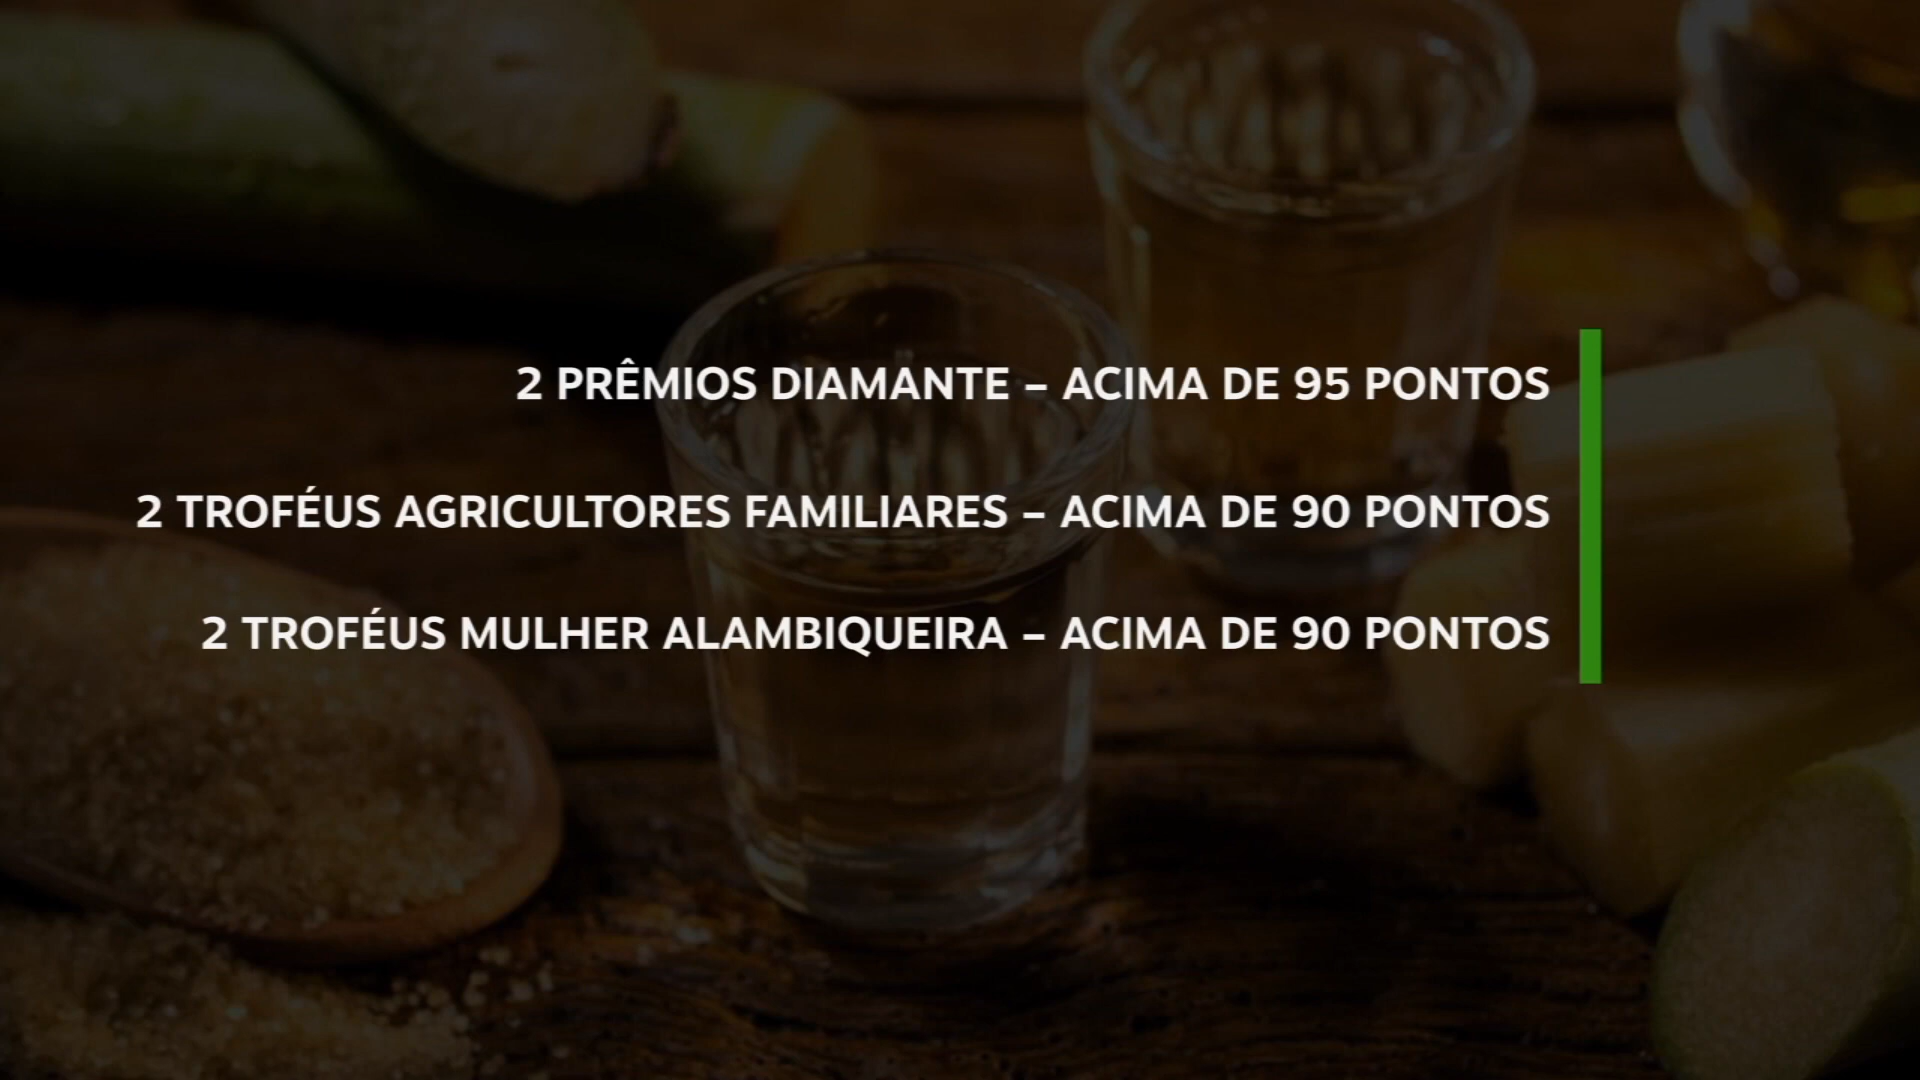 2 PRÊMIOS DIAMANTE – ACIMA DE 95 PONTOS
2 TROFÉUS AGRICULTORES FAMILIARES – ACIMA DE 90 PONTOS
2 TROFÉUS MULHER ALAMBIQUEIRA – ACIMA DE 90 PONTOS